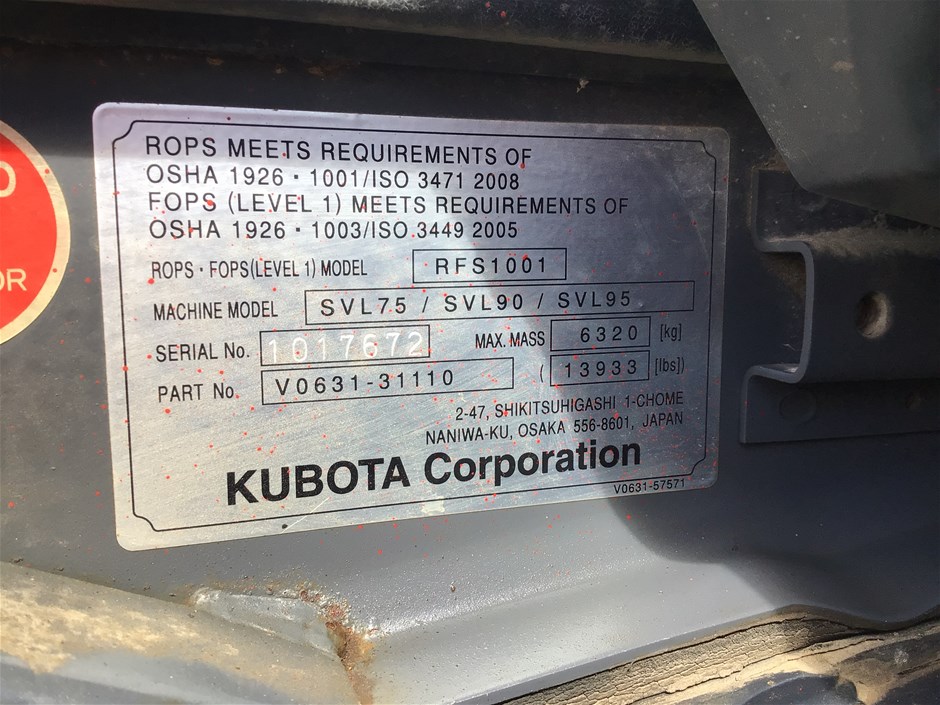 ROPS MEETS REQUIREMENTS OF
OSHA 1926・1001/ISO 3471 2008
FOPS (LEVEL 1) MEETS REQUIREMENTS OF
OSHA 1926・1003/ISO 3449 2005
ROPS・FOPS(LEVEL 1) MODEL RFS1001
MACHINE MODEL SVL75 / SVL90 / SVL95
SERIAL No. 1017672 MAX. MASS 6320 [kg]
PART No. V0631-31110 ( 13933 [lbs])
2-47, SHIKITSUHIGASHI 1-CHOME
NANIWA-KU, OSAKA 556-8601, JAPAN
KUBOTA Corporation
V0631-57571